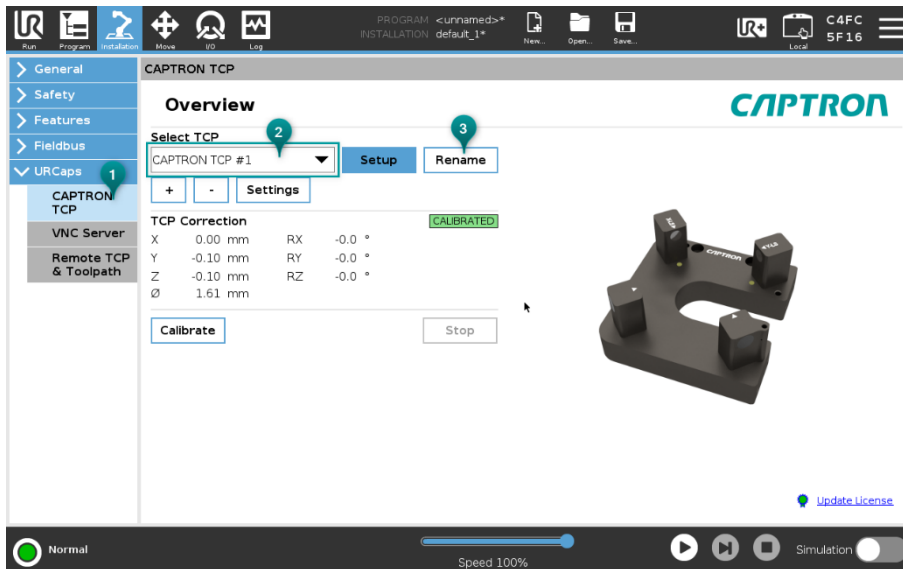 PROGRAM <unnamed>*
INSTALLATION default_1*
C4FC
5F16
Run
Program
Installation
Move
I/O
Log
New...
Open...
Save...
UR+
Local
General
Safety
Features
Fieldbus
URCaps
1
CAPTRON
TCP
VNC Server
Remote TCP
& Toolpath
CAPTRON TCP
Overview
CAPTRON
Select TCP
2
3
CAPTRON TCP #1
Setup
Rename
+
-
Settings
TCP Correction
CALIBRATED
X 0.00 mm RX -0.0 °
Y -0.10 mm RY -0.0 °
Z -0.10 mm RZ -0.0 °
Ø 1.61 mm
Calibrate
Stop
CAPTRON
Update License
Normal
Speed 100%
Simulation